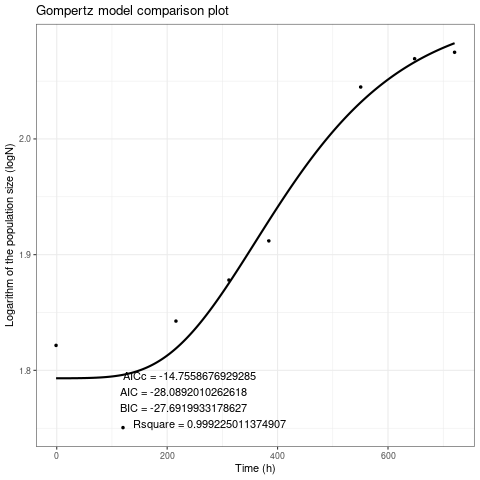 Gompertz model comparison plot
Logarithm of the population size (logN)
2.0
1.9
1.8
AICc = -14.7558676929285
AIC = -28.0892010262618
BIC = -27.6919933178627
Rsquare = 0.999225011374907
0 200 400 600
Time (h)